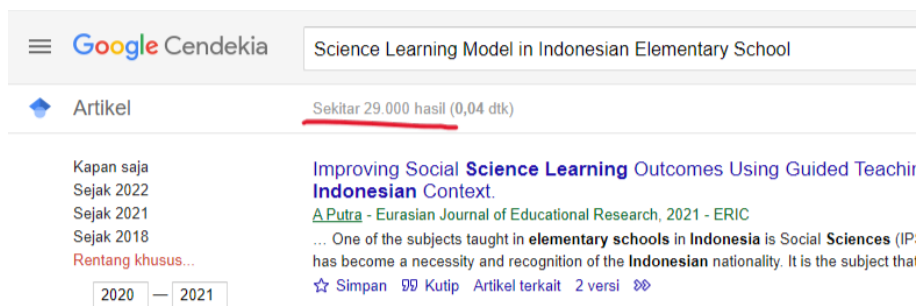 Google Cendekia
Science Learning Model in Indonesian Elementary School
Artikel
Sekitar 29.000 hasil (0,04 dtk)
Kapan saja
Sejak 2022
Sejak 2021
Sejak 2018
Rentang khusus...
2020 — 2021
Improving Social Science Learning Outcomes Using Guided Teachin
Indonesian Context.
A Putra - Eurasian Journal of Educational Research, 2021 - ERIC
... One of the subjects taught in elementary schools in Indonesia is Social Sciences (IPS
has become a necessity and recognition of the Indonesian nationality. It is the subject that
Simpan Kutip Artikel terkait 2 versi